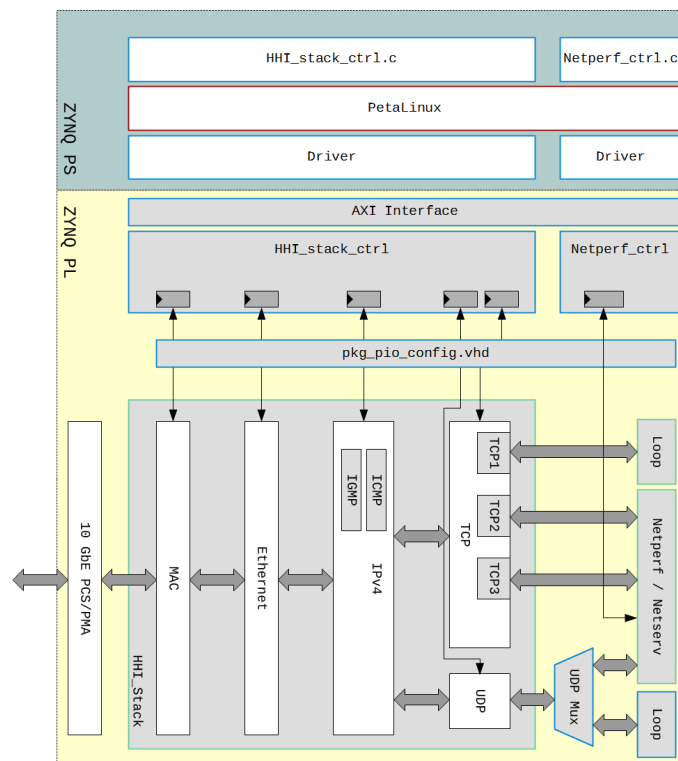 HHI_stack_ctrl.c
Netperf_ctrl.c
PetaLinux
ZYNQ PS
Driver
Driver
ZYNQ PL
AXI Interface
HHI_stack_ctrl
Netperf_ctrl
pkg_pio_config.vhd
10 GbE PCS/PMA
MAC
Ethernet
IGMP
ICMP
IPv4
TCP
TCP1
TCP2
TCP3
Loop
Netperf / Netserv
HHI_Stack
UDP
UDP Mux
Loop